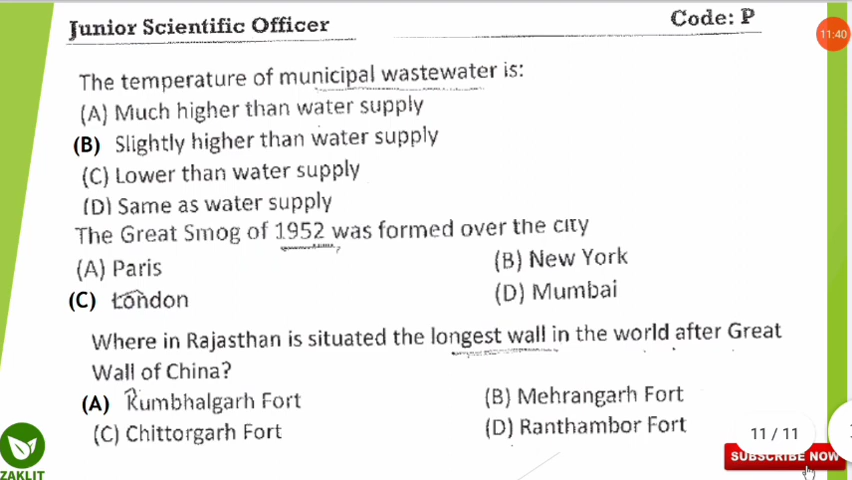 Junior Scientific Officer
Code: P
11:40
The temperature of municipal wastewater is:
(A) Much higher than water supply
(B) Slightly higher than water supply
(C) Lower than water supply
(D) Same as water supply
The Great Smog of 1952 was formed over the city
(A) Paris
(B) New York
(C) London
(D) Mumbai
Where in Rajasthan is situated the longest wall in the world after Great
Wall of China?
(A) Kumbhalgarh Fort
(B) Mehrangarh Fort
(C) Chittorgarh Fort
(D) Ranthambor Fort
11 / 11
SUBSCRIBE NOW
ZAKLIT